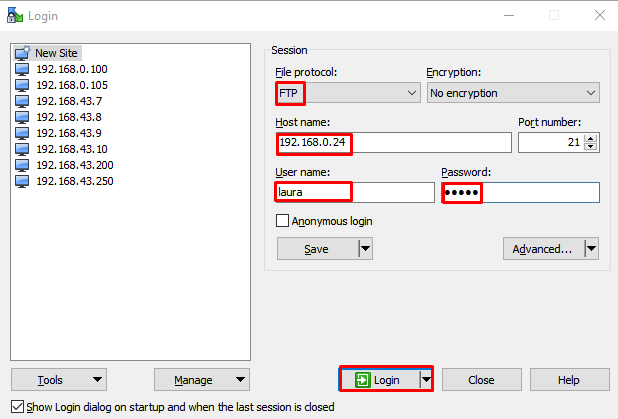 Login
New Site
192.168.0.100
192.168.0.105
192.168.43.7
192.168.43.8
192.168.43.9
192.168.43.10
192.168.43.200
192.168.43.250
Session
File protocol: Encryption:
FTP No encryption
Host name: Port number:
192.168.0.24 21
User name: Password:
laura •••••
Anonymous login
Save Advanced...
Tools Manage Login Close Help
Show Login dialog on startup and when the last session is closed